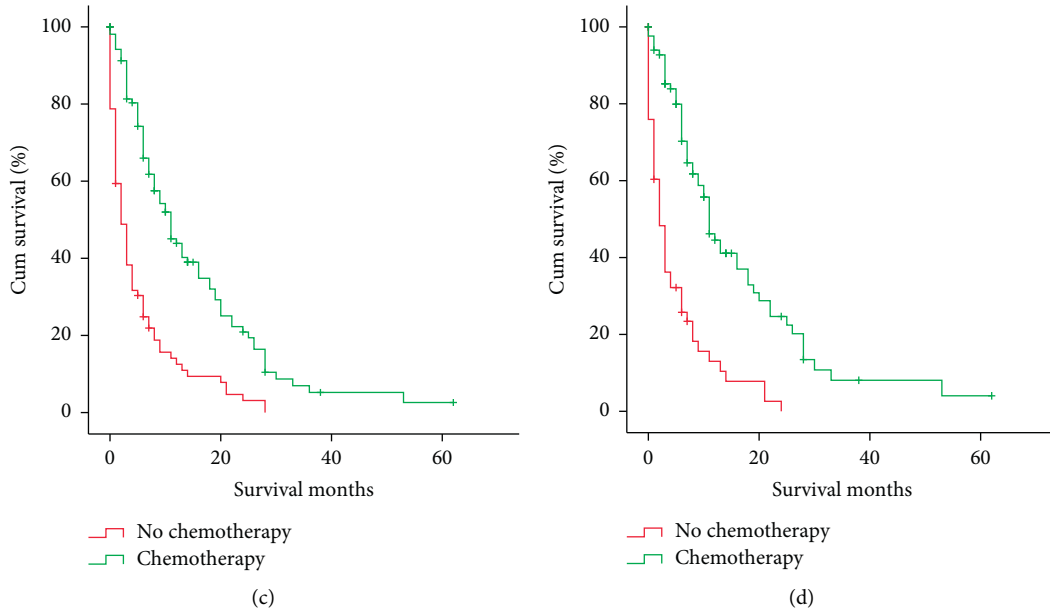 100
80
60
40
20
0
Cum survival (%)
0 20 40 60
Survival months
No chemotherapy
Chemotherapy
(c)
100
80
60
40
20
0
Cum survival (%)
0 20 40 60
Survival months
No chemotherapy
Chemotherapy
(d)